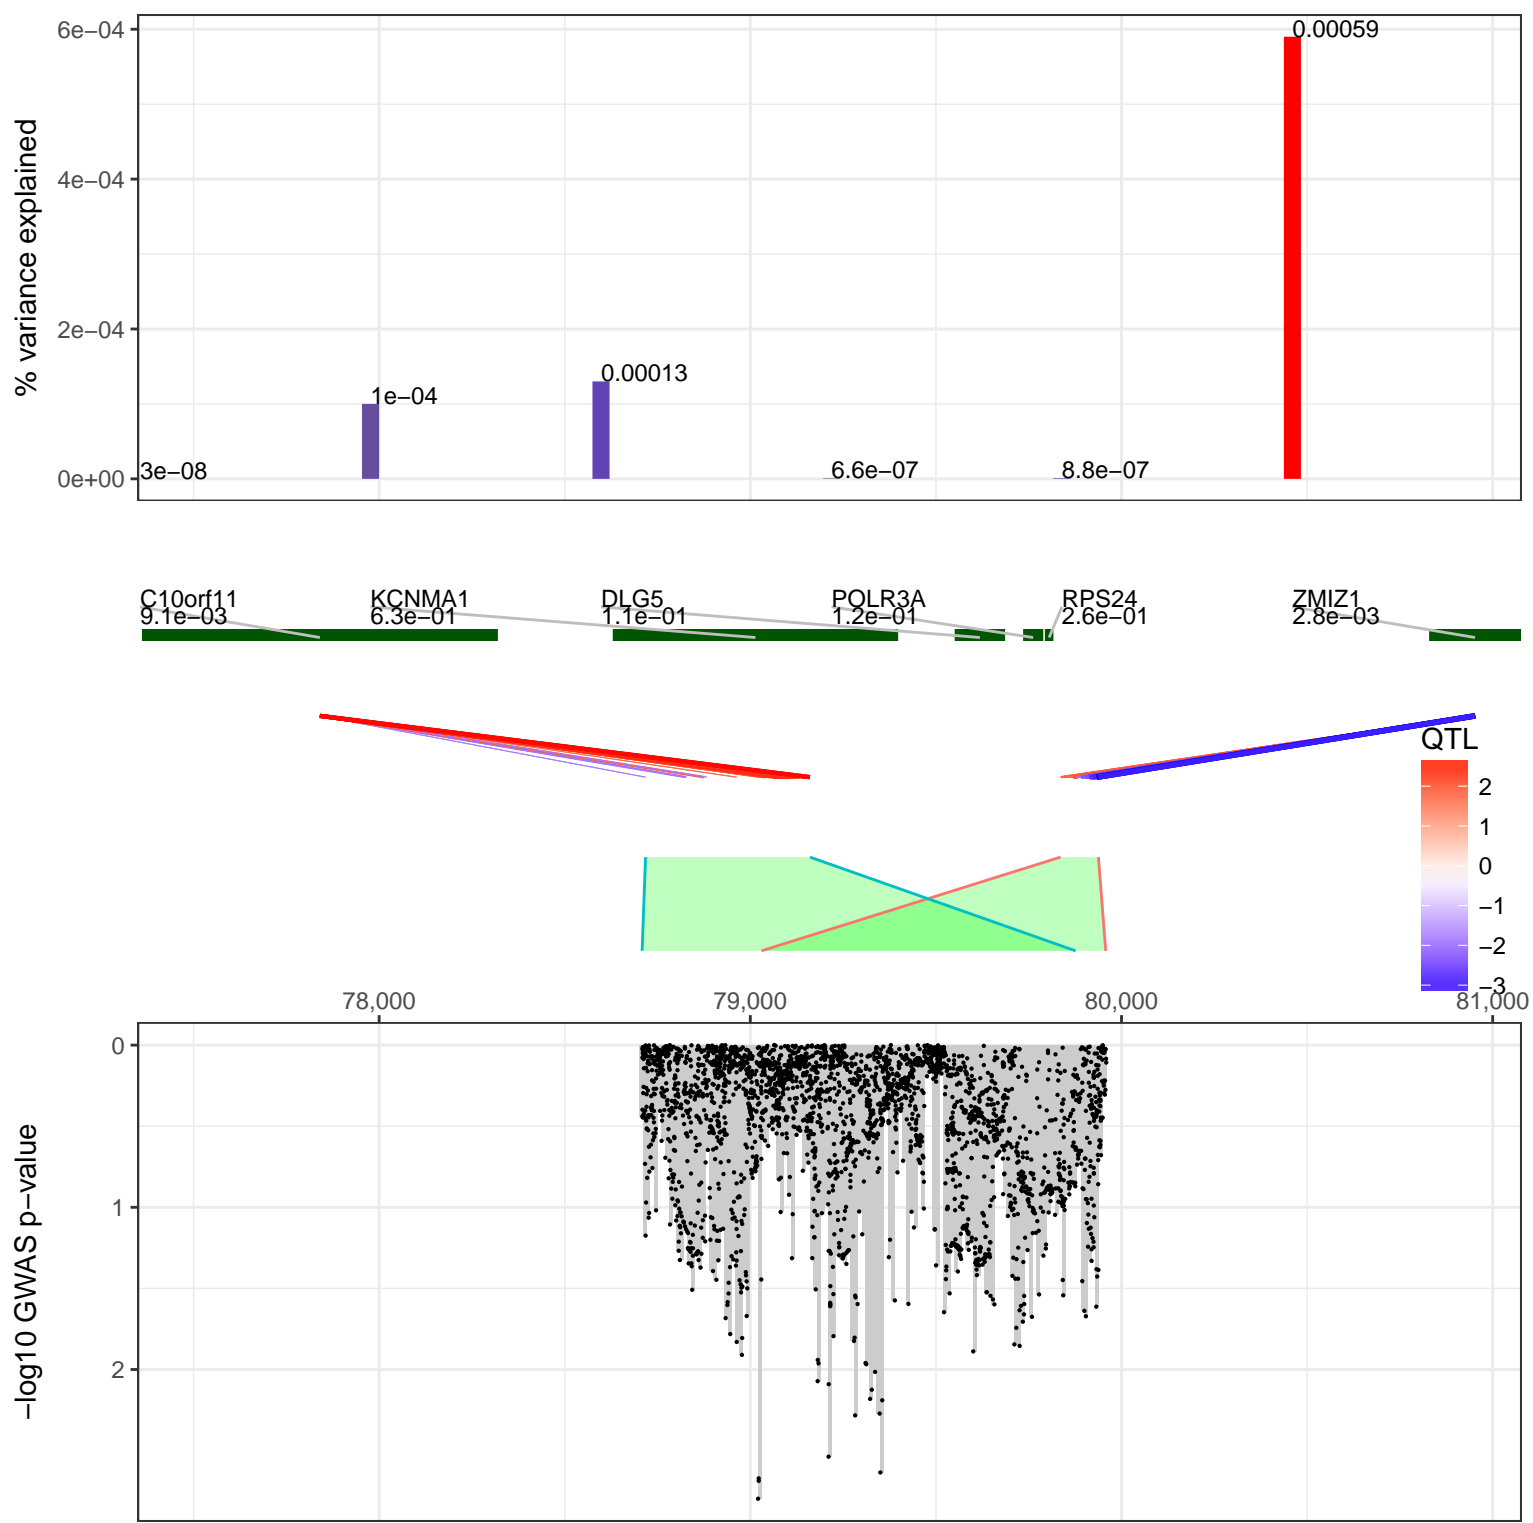 % variance explained
6e−04
4e−04
2e−04
0e+00
3e−08
1e−04
0.00013
6.6e−07
8.8e−07
0.00059
C10orf11
9.1e−03
KCNMA1
6.3e−01
DLG5
1.1e−01
POLR3A
1.2e−01
RPS24
2.6e−01
ZMIZ1
2.8e−03
QTL
2
1
0
−1
−2
−3
78,000
79,000
80,000
81,000
−log10 GWAS p−value
0
1
2